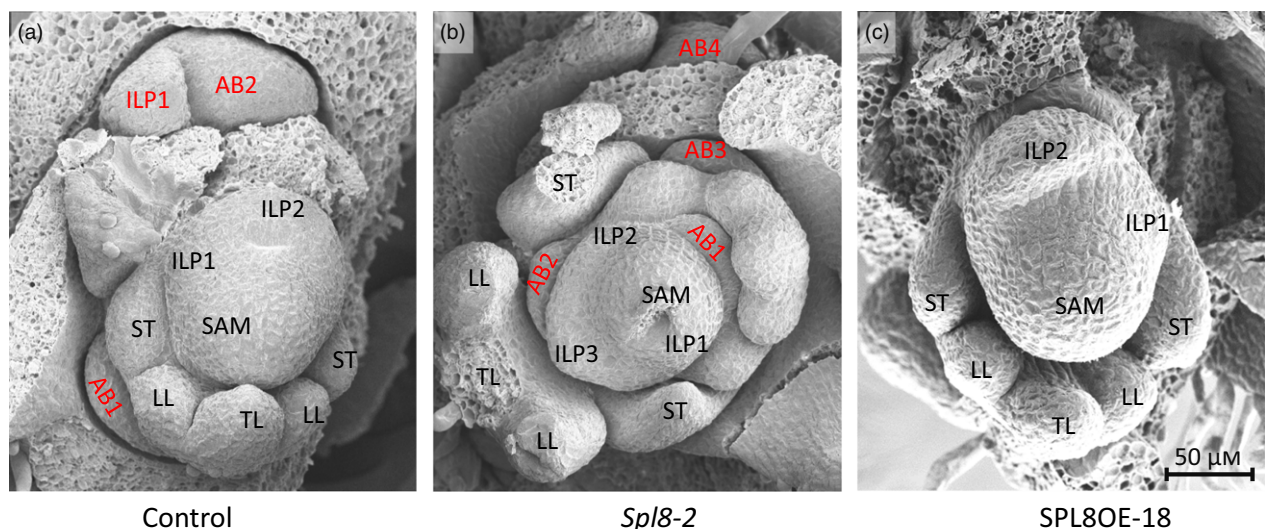 (a)
ILP1
AB2
ILP2
ILP1
SAM
ST
ST
AB1
LL
TL
LL
(b)
AB4
AB3
ST
ILP2
AB1
AB2
LL
SAM
ILP3
ILP1
TL
ST
LL
(c)
ILP2
ILP1
SAM
ST
ST
LL
LL
TL
50 μM
Control
Spl8-2
SPL8OE-18